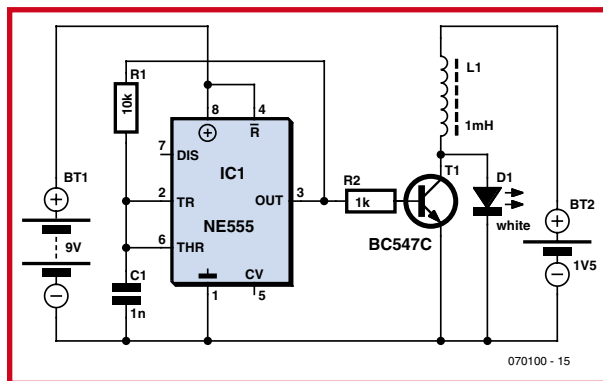 R1
10k
8
4
R
L1
1mH
7
DIS
IC1
T1
BT1
2
TR
OUT
3
R2
1k
D1
white
BT2
9V
6
THR
NE555
BC547C
1V5
C1
1n
CV
1
5
070100 - 15